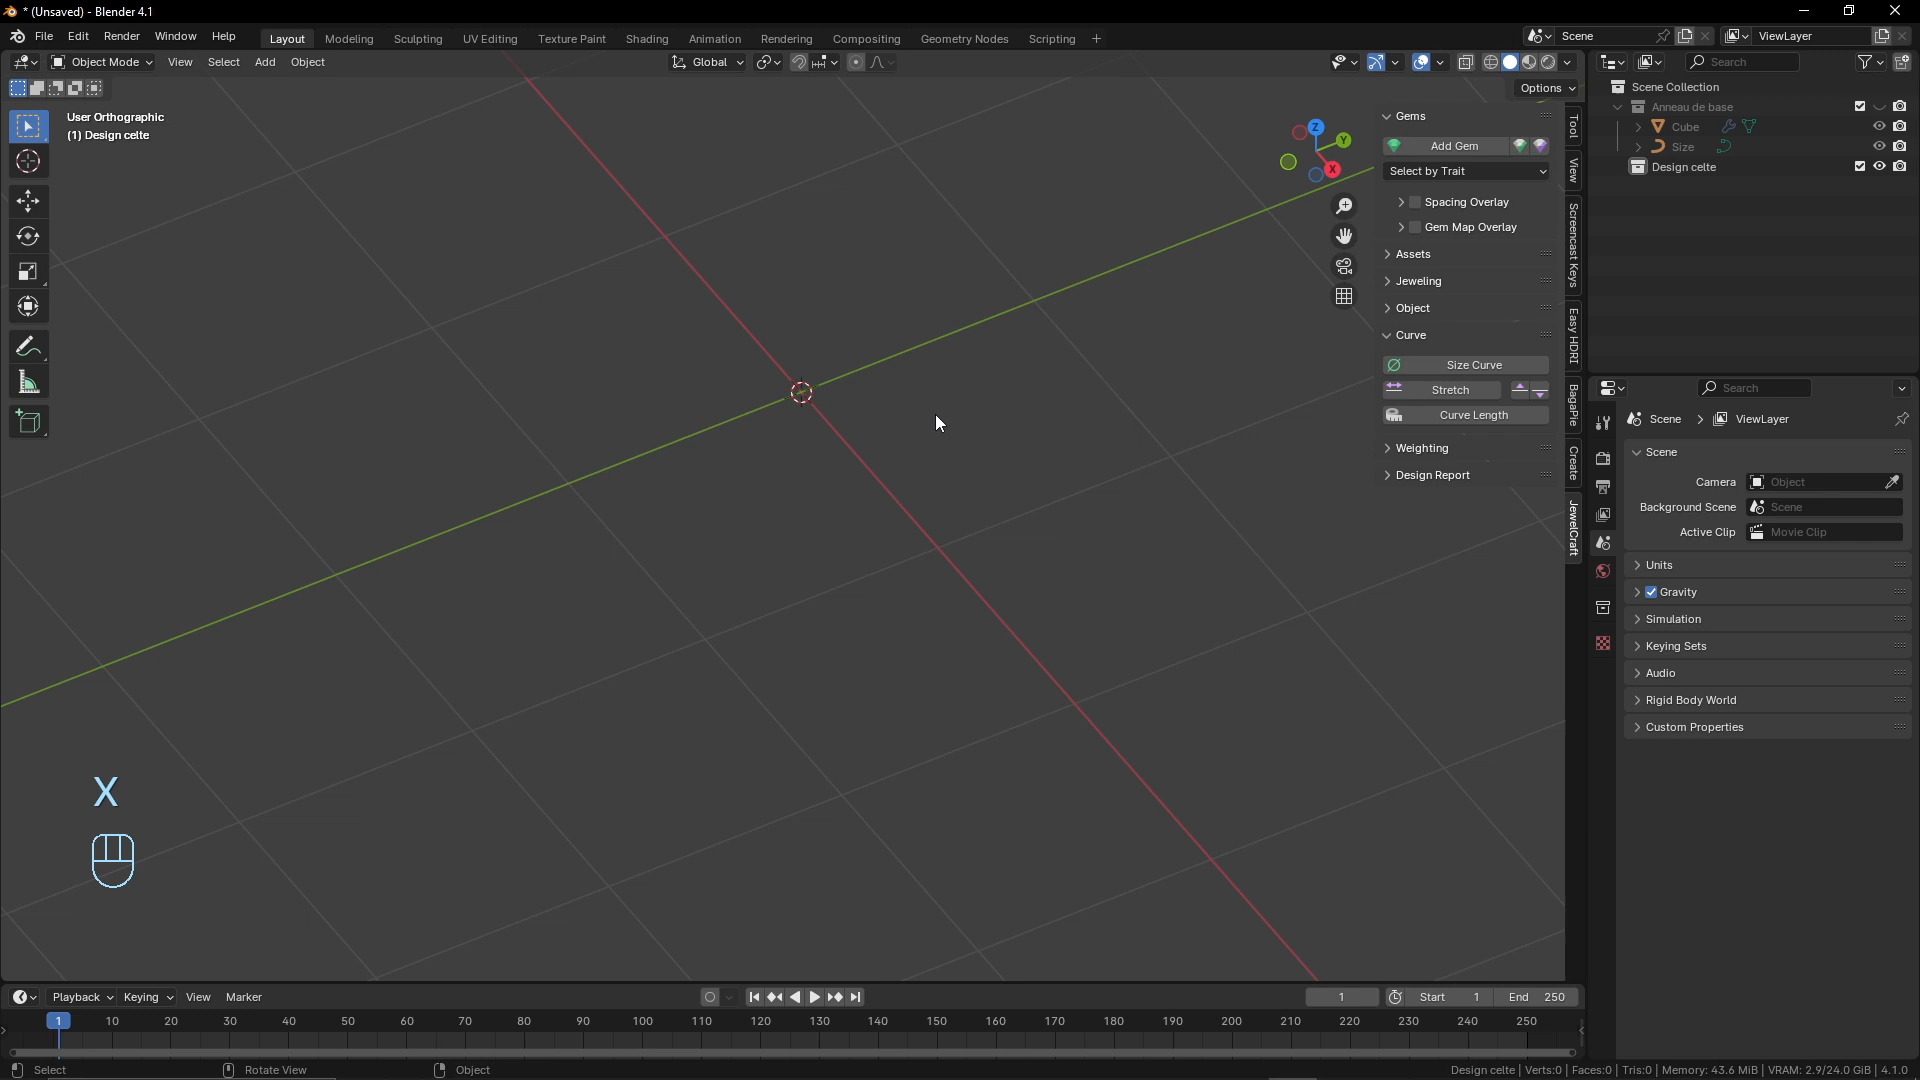 * (Unsaved) - Blender 4.1
File Edit Render Window Help
Layout Modeling Sculpting UV Editing Texture Paint Shading Animation Rendering Compositing Geometry Nodes Scripting +
Scene
ViewLayer
Object Mode View Select Add Object
Global
Options
Search
User Orthographic
(1) Design celte
Z
Y
X
Gems
Add Gem
Select by Trait
Spacing Overlay
Gem Map Overlay
Assets
Jeweling
Object
Curve
Size Curve
Stretch
Curve Length
Weighting
Design Report
Tool
View
Screencast Keys
Easy HDRI
BagaPie
Create
JewelCraft
Scene Collection
Anneau de base
Cube
Size
Design celte
Search
Scene > ViewLayer
Scene
Camera Object
Background Scene Scene
Active Clip Movie Clip
Units
Gravity
Simulation
Keying Sets
Audio
Rigid Body World
Custom Properties
X
Playback Keying View Marker
1
Start 1 End 250
1 10 20 30 40 50 60 70 80 90 100 110 120 130 140 150 160 170 180 190 200 210 220 230 240 250
Select Rotate View Object
Design celte | Verts:0 | Faces:0 | Tris:0 | Memory: 43.6 MiB | VRAM: 2.9/24.0 GiB | 4.1.0